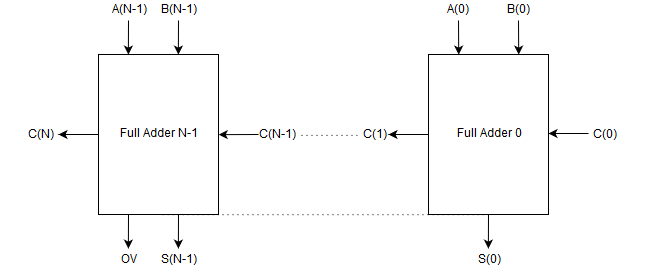 A(N-1) B(N-1) A(0) B(0)
C(N) Full Adder N-1 C(N-1) C(1) Full Adder 0 C(0)
OV S(N-1) S(0)